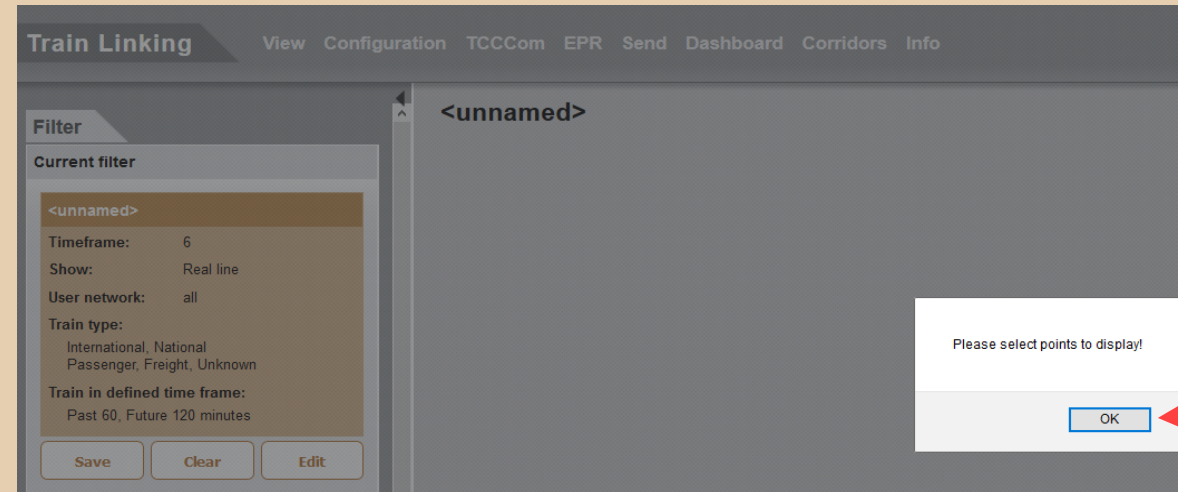 Train Linking View Configuration TCCCom EPR Send Dashboard Corridors Info
<unnamed>
Filter
Current filter
<unnamed>
Timeframe: 6
Show: Real line
User network: all
Train type:
International, National
Passenger, Freight, Unknown
Train in defined time frame:
Past 60, Future 120 minutes
Save Clear Edit
Please select points to display!
OK